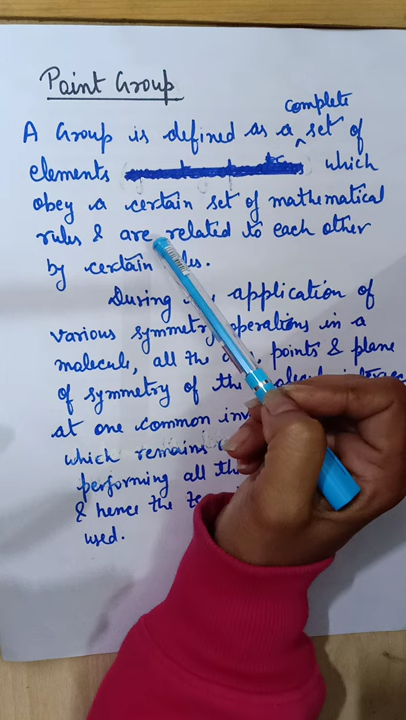 Point Group
complete
A Group is defined as a set of
elements which
obey a certain set of mathematical
rules & are related to each other
by certain rules.
During application of
various symmetry operations in a
molecule, all the points & plane
of symmetry of the
at one common
which remains
performing all
& hence the
used.